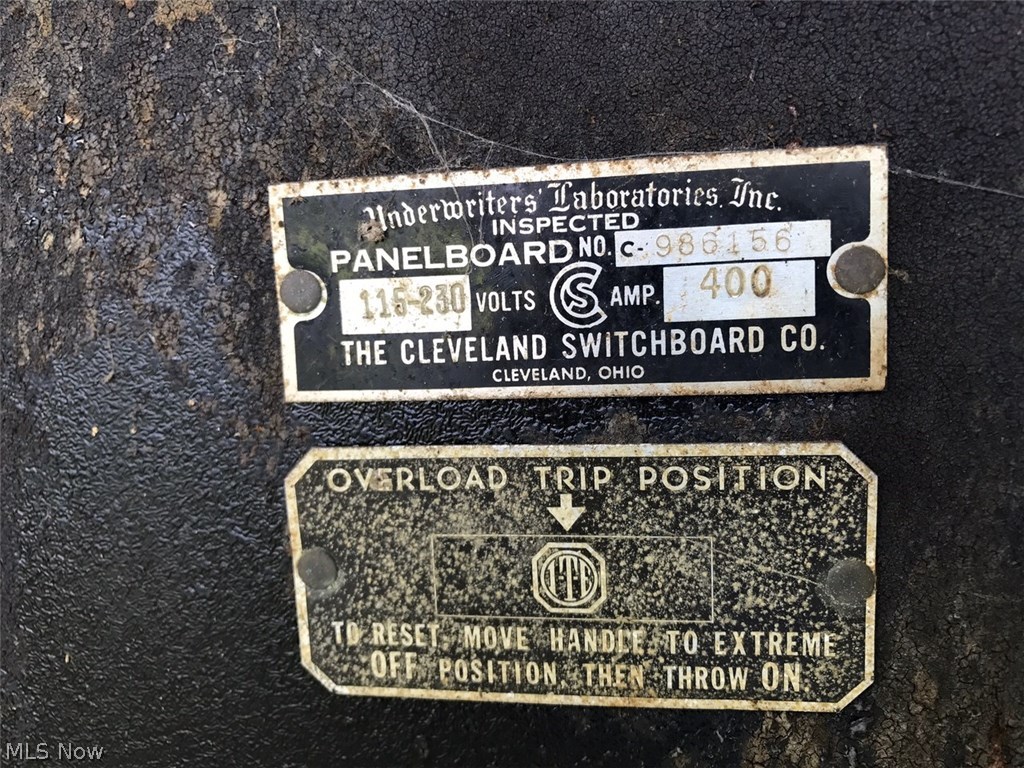 Underwriters' Laboratories, Inc.
INSPECTED
PANELBOARD NO. C- 986156
115-230 VOLTS CS AMP. 400
THE CLEVELAND SWITCHBOARD CO.
CLEVELAND, OHIO
OVERLOAD TRIP POSITION
ITE
TO RESET, MOVE HANDLE TO EXTREME
OFF POSITION, THEN THROW ON.
MLS Now